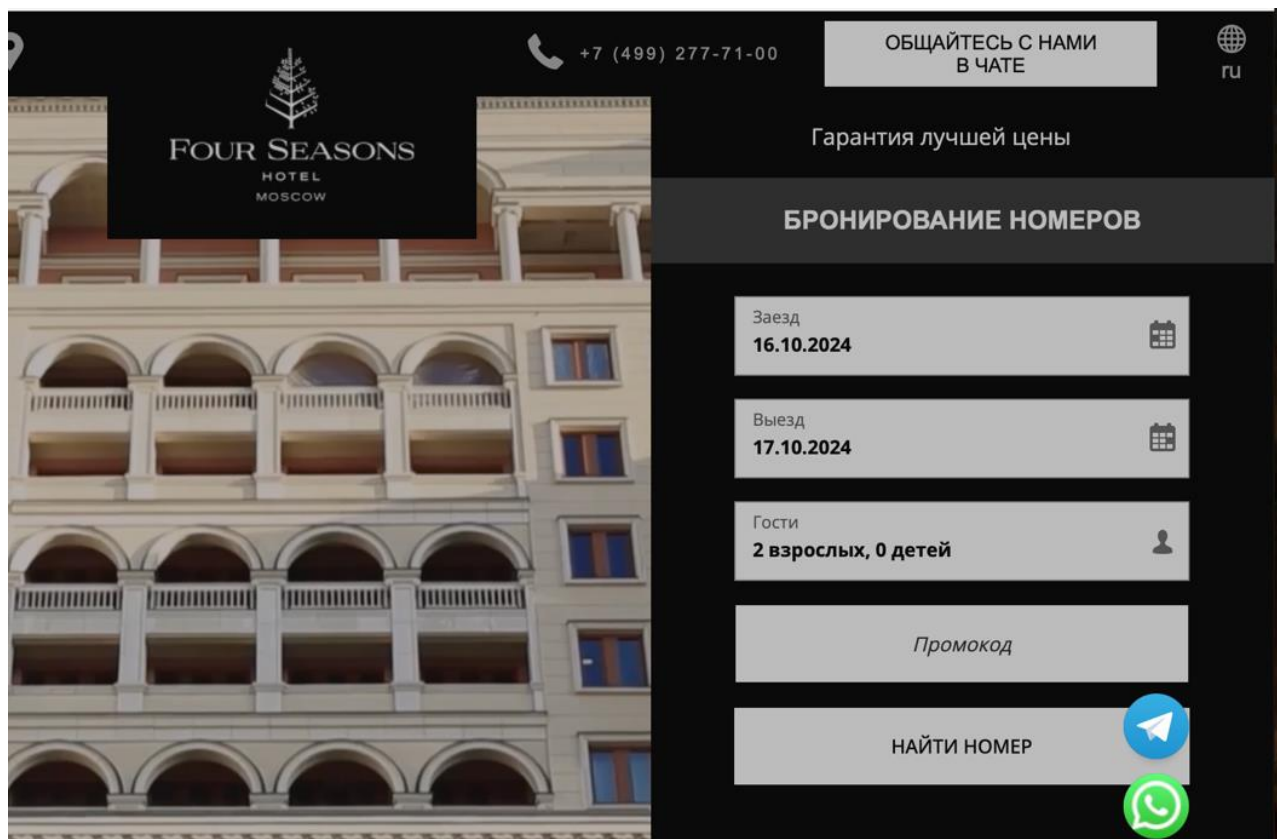 +7 (499) 277-71-00
ОБЩАЙТЕСЬ С НАМИ
В ЧАТЕ
ru
FOUR SEASONS
HOTEL
MOSCOW
Гарантия лучшей цены
БРОНИРОВАНИЕ НОМЕРОВ
Заезд
16.10.2024
Выезд
17.10.2024
Гости
2 взрослых, 0 детей
Промокод
НАЙТИ НОМЕР